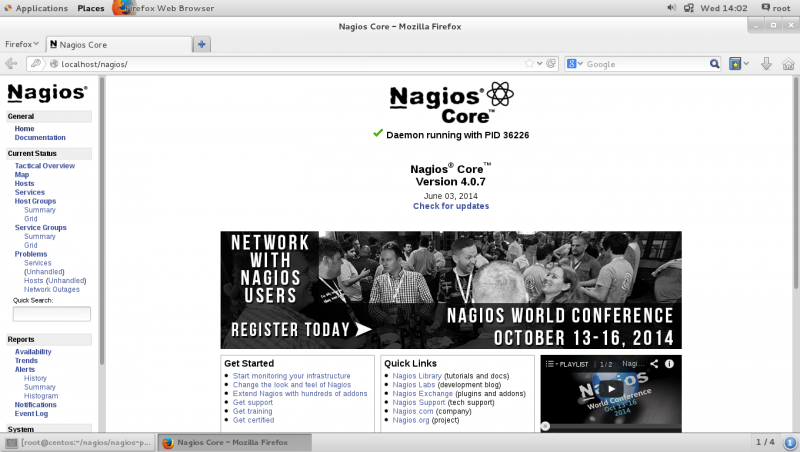 Applications Places Firefox Web Browser Wed 14:02 root
Nagios Core – Mozilla Firefox
Firefox Nagios Core
localhost/nagios/ Google
Nagios®
General
Home
Documentation
Current Status
Tactical Overview
Map
Hosts
Services
Host Groups
Summary
Grid
Service Groups
Summary
Grid
Problems
Services
(Unhandled)
Hosts (Unhandled)
Network Outages
Quick Search:
Reports
Availability
Trends
Alerts
History
Summary
Histogram
Notifications
Event Log
System
Nagios®
Core™
Daemon running with PID 36226
Nagios® Core™
Version 4.0.7
June 03, 2014
Check for updates
NETWORK
WITH
NAGIOS
USERS
REGISTER TODAY
NAGIOS WORLD CONFERENCE
OCTOBER 13-16, 2014
Get Started
Start monitoring your infrastructure
Change the look and feel of Nagios
Extend Nagios with hundreds of addons
Get support
Get training
Get certified
Quick Links
Nagios Library (tutorials and docs)
Nagios Labs (development blog)
Nagios Exchange (plugins and addons)
Nagios Support (tech support)
Nagios.com (company)
Nagios.org (project)
PLAYLIST 1/2 Nagi...
Nagios
World Conference
Oct 13-16
2014
[root@centos:~/nagios/nagios-p... Nagios Core – Mozilla Firefox 1 / 4 1